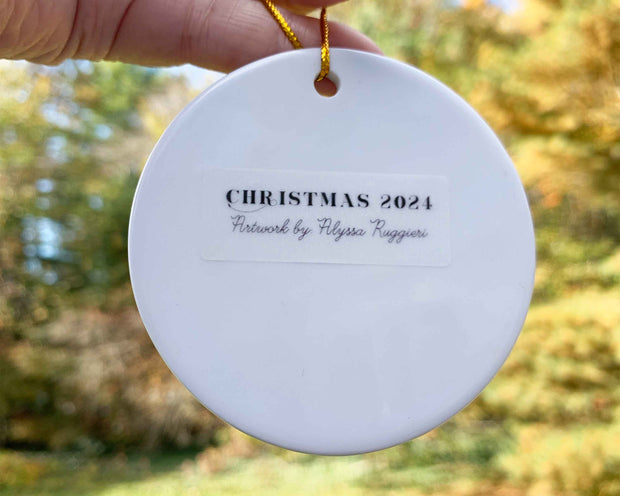 CHRISTMAS 2024
Artwork by: Alyssa Ruggieri